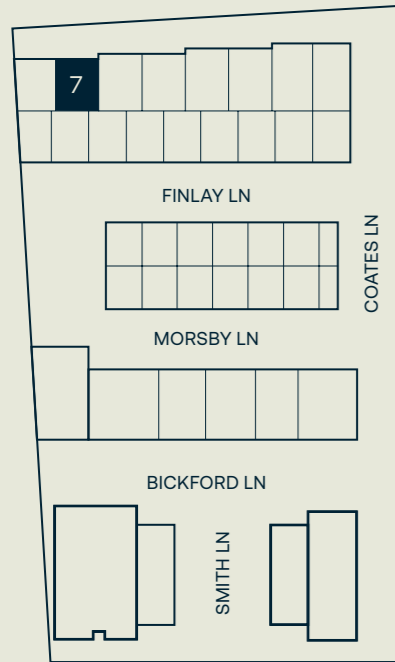 7
FINLAY LN
COATES LN
MORSBY LN
BICKFORD LN
SMITH LN